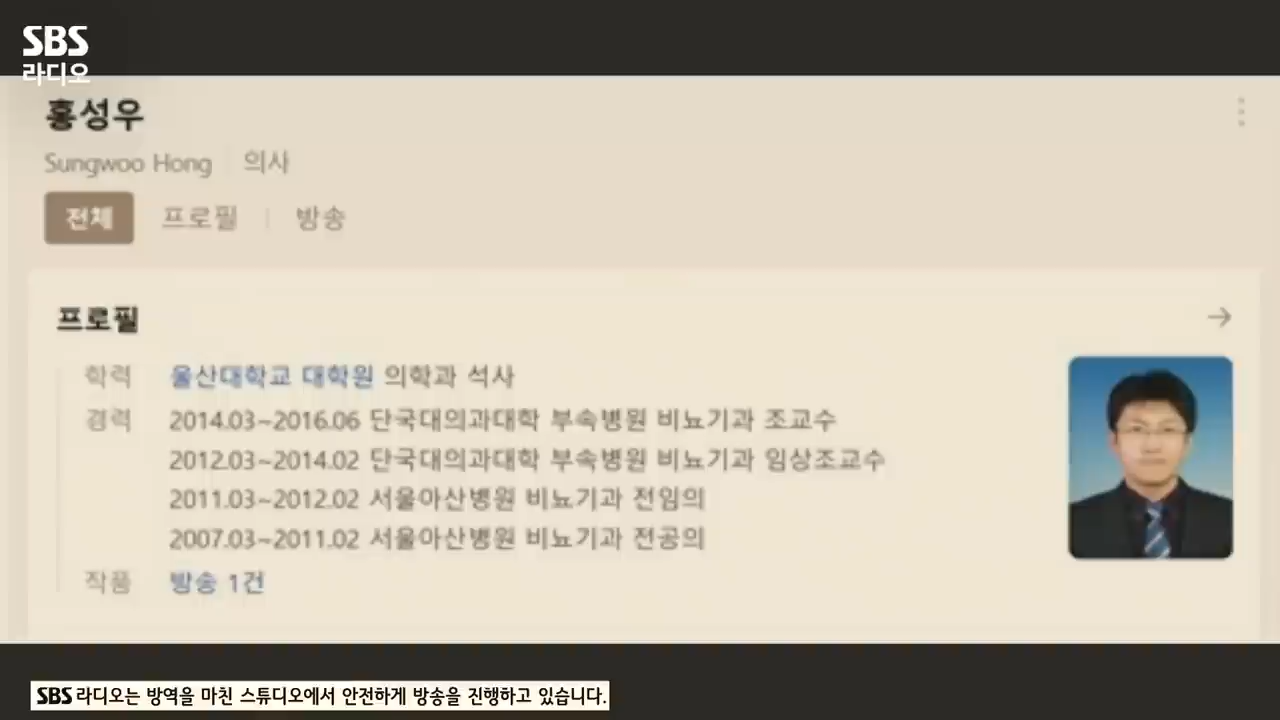 SBS
라디오
홍성우
Sungwoo Hong 의사
전체 프로필 방송
프로필
학력 울산대학교 대학원 의학과 석사
경력 2014.03~2016.06 단국대의과대학 부속병원 비뇨기과 조교수
2012.03~2014.02 단국대의과대학 부속병원 비뇨기과 임상조교수
2011.03~2012.02 서울아산병원 비뇨기과 전임의
2007.03~2011.02 서울아산병원 비뇨기과 전공의
작품 방송 1건
SBS 라디오는 방역을 마친 스튜디오에서 안전하게 방송을 진행하고 있습니다.